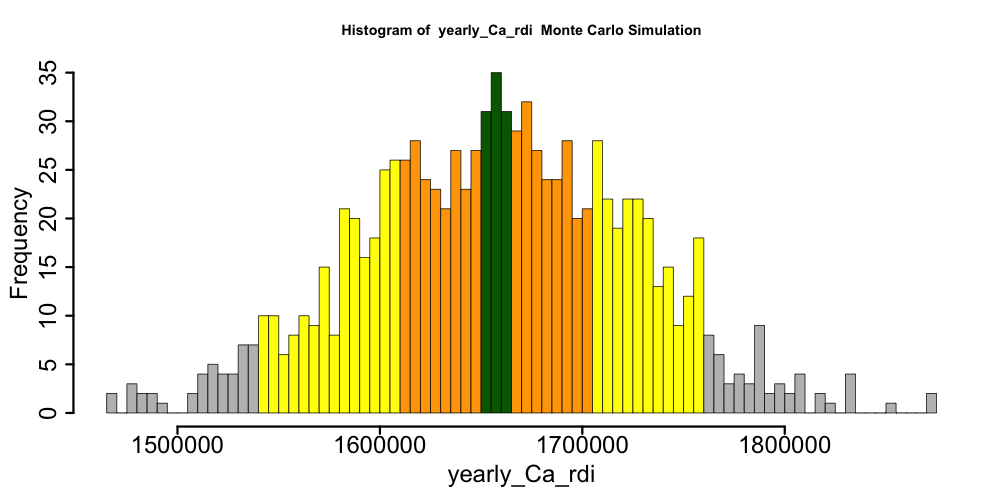 Histogram of  yearly_Ca_rdi  Monte Carlo Simulation
Frequency
35
30
25
20
15
10
5
0
1500000 1600000 1700000 1800000
yearly_Ca_rdi